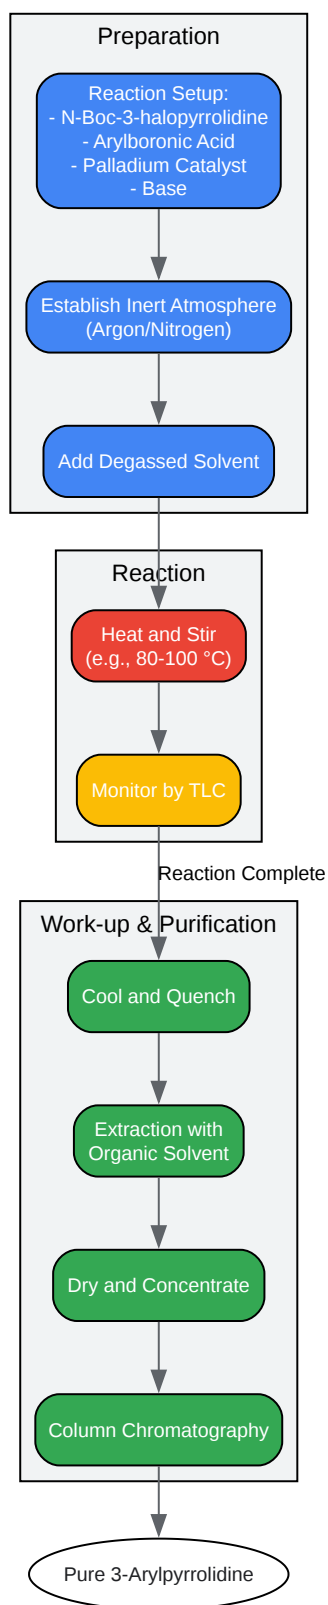 Preparation
Reaction Setup:
- N-Boc-3-halopyrrolidine
- Arylboronic Acid
- Palladium Catalyst
- Base
Establish Inert Atmosphere
(Argon/Nitrogen)
Add Degassed Solvent
Reaction
Heat and Stir
(e.g., 80-100 °C)
Monitor by TLC
Reaction Complete
Work-up & Purification
Cool and Quench
Extraction with
Organic Solvent
Dry and Concentrate
Column Chromatography
Pure 3-Arylpyrrolidine